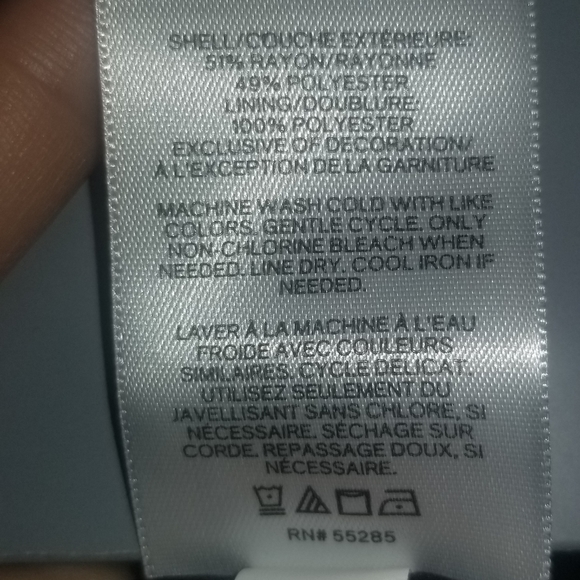 SHELL/COUCHE EXTÉRIEURE:
51% RAYON/RAYONNE
49% POLYESTER
LINING/DOUBLURE:
100% POLYESTER
EXCLUSIVE OF DECORATION/
À L'EXCEPTION DE LA GARNITURE
MACHINE WASH COLD WITH LIKE
COLORS. GENTLE CYCLE. ONLY
NON-CHLORINE BLEACH WHEN
NEEDED. LINE DRY. COOL IRON IF
NEEDED.
LAVER À LA MACHINE À L'EAU
FROIDE AVEC COULEURS
SIMILAIRES. CYCLE DÉLICAT.
UTILISEZ SEULEMENT DU
JAVELLISANT SANS CHLORE, SI
NÉCESSAIRE. SÉCHAGE SUR
CORDE. REPASSAGE DOUX, SI
NÉCESSAIRE.
RN# 55285